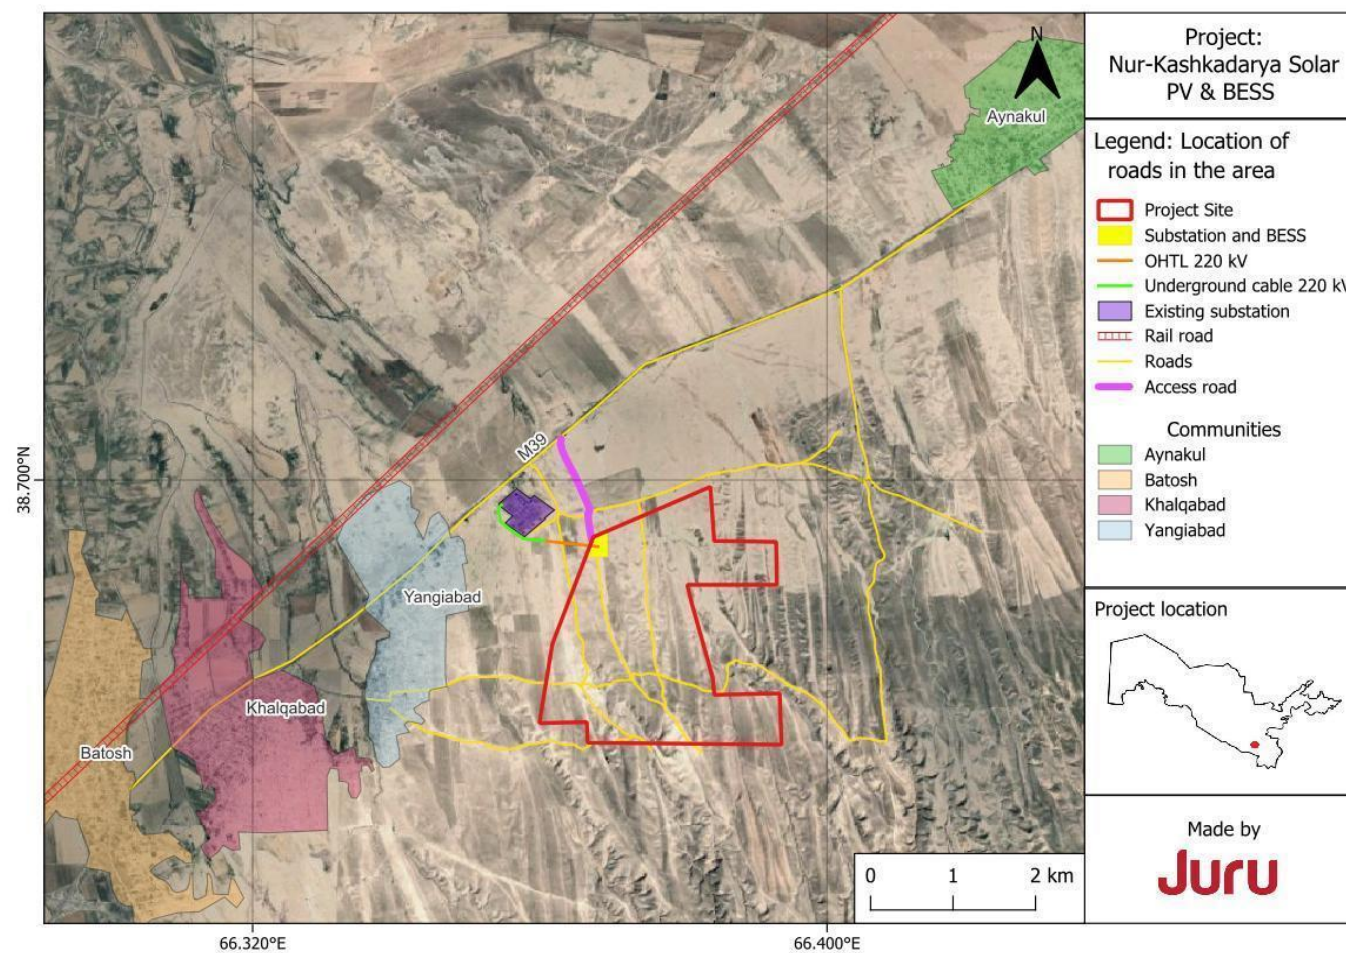 Project:
Nur-Kashkadarya Solar
PV & BESS
Legend: Location of
roads in the area
Project Site
Substation and BESS
OHTL 220 kV
Underground cable 220 kV
Existing substation
Rail road
Roads
Access road
Communities
Aynakul
Batosh
Khalqabad
Yangiabad
Project location
Made by
Juru
N
Aynakul
M39
Yangiabad
Khalqabad
Batosh
38.700°N
66.320°E
66.400°E
0 1 2 km